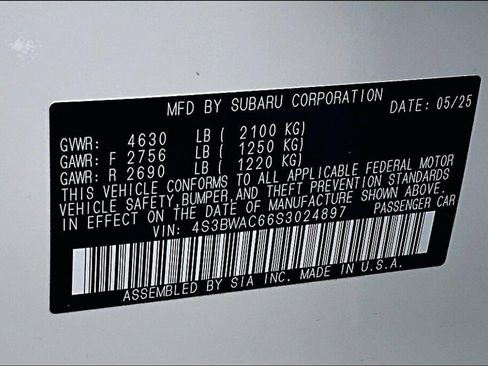 MFD BY SUBARU CORPORATION DATE: 05/25
GVWR: 4630 LB ( 2100 KG)
GAWR: F 2756 LB ( 1250 KG)
GAWR: R 2690 LB ( 1220 KG)
THIS VEHICLE CONFORMS TO ALL APPLICABLE FEDERAL MOTOR
VEHICLE SAFETY,BUMPER,AND THEFT PREVENTION STANDARDS
IN EFFECT ON THE DATE OF MANUFACTURE SHOWN ABOVE.
VIN: 4S3BWAC66S3024897 PASSENGER CAR
ASSEMBLED BY SIA INC. MADE IN U.S.A.